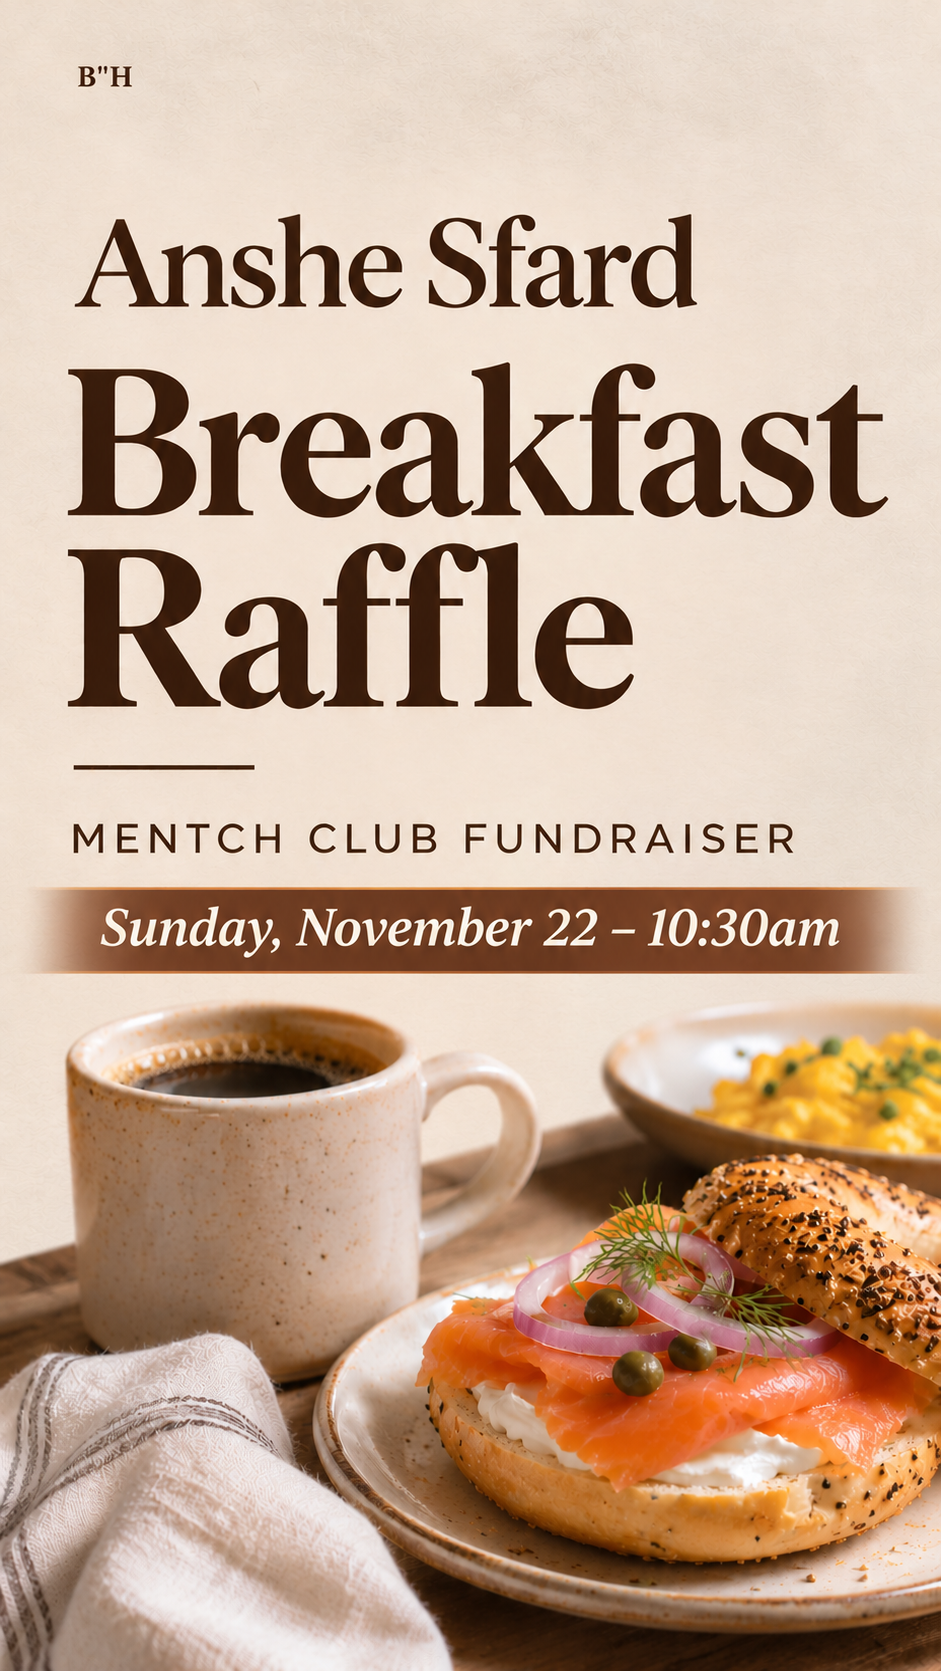 B"H
Anshe Sfard
Breakfast
Raffle
MENTCH CLUB FUNDRAISER
Sunday, November 22 – 10:30am